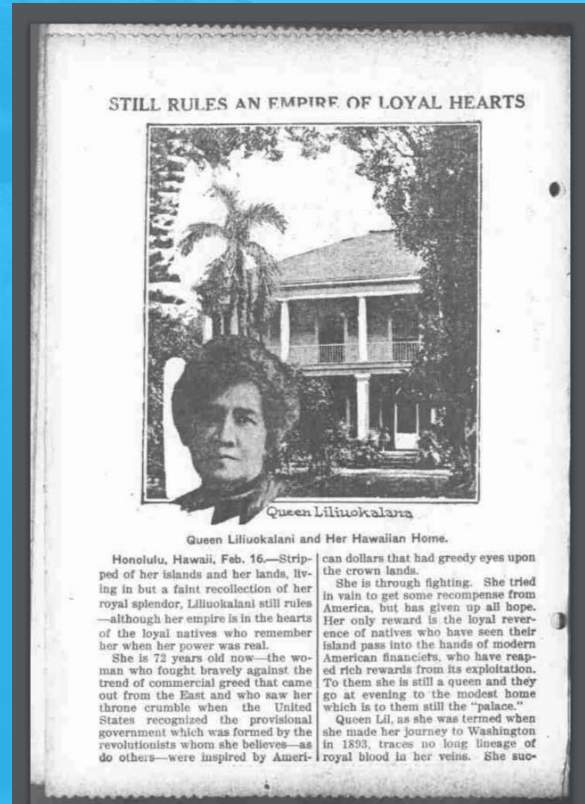 STILL RULES AN EMPIRE OF LOYAL HEARTS
Queen Liliuokalana
Queen Liliuokalani and Her Hawaiian Home.
Honolulu, Hawaii, Feb. 16.—Strip-
ped of her islands and her lands, liv-
ing in but a faint recollection of her
royal splendor, Liliuokalani still rules
—although her empire is in the hearts
of the loyal natives who remember
her when her power was real.
She is 72 years old now—the wo-
man who fought bravely against the
trend of commercial greed that came
out from the East and who saw her
throne crumble when the United
States recognized the provisional
government which was formed by the
revolutionists whom she believes—as
do others—were inspired by Ameri-
can dollars that had greedy eyes upon
the crown lands.
She is through fighting. She tried
in vain to get some recompense from
America, but has given up all hope.
Her only reward is the loyal rever-
ence of natives who have seen their
island pass into the hands of modern
American financiers, who have reap-
ed rich rewards from its exploitation.
To them she is still a queen and they
go at evening to the modest home
which is to them still the "palace."
Queen Lil, as she was termed when
she made her journey to Washington
in 1893, traces no long lineage of
royal blood in her veins. She suc-